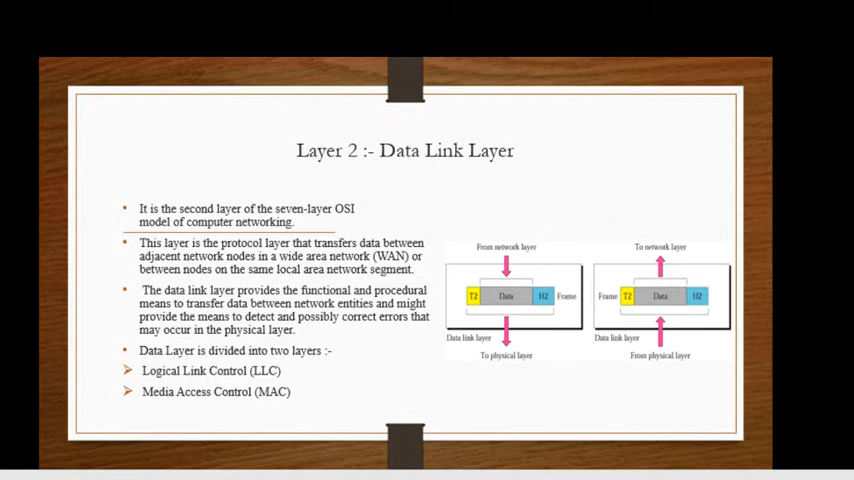 Layer 2 :- Data Link Layer
• It is the second layer of the seven-layer OSI
model of computer networking.
• This layer is the protocol layer that transfers data between
adjacent network nodes in a wide area network (WAN) or
between nodes on the same local area network segment.
• The data link layer provides the functional and procedural
means to transfer data between network entities and might
provide the means to detect and possibly correct errors that
may occur in the physical layer.
• Data Layer is divided into two layers :-
➢ Logical Link Control (LLC)
➢ Media Access Control (MAC)
From network layer
T2 Data H2 Frame
Data link layer
To physical layer
To network layer
Frame T2 Data H2
Data link layer
From physical layer